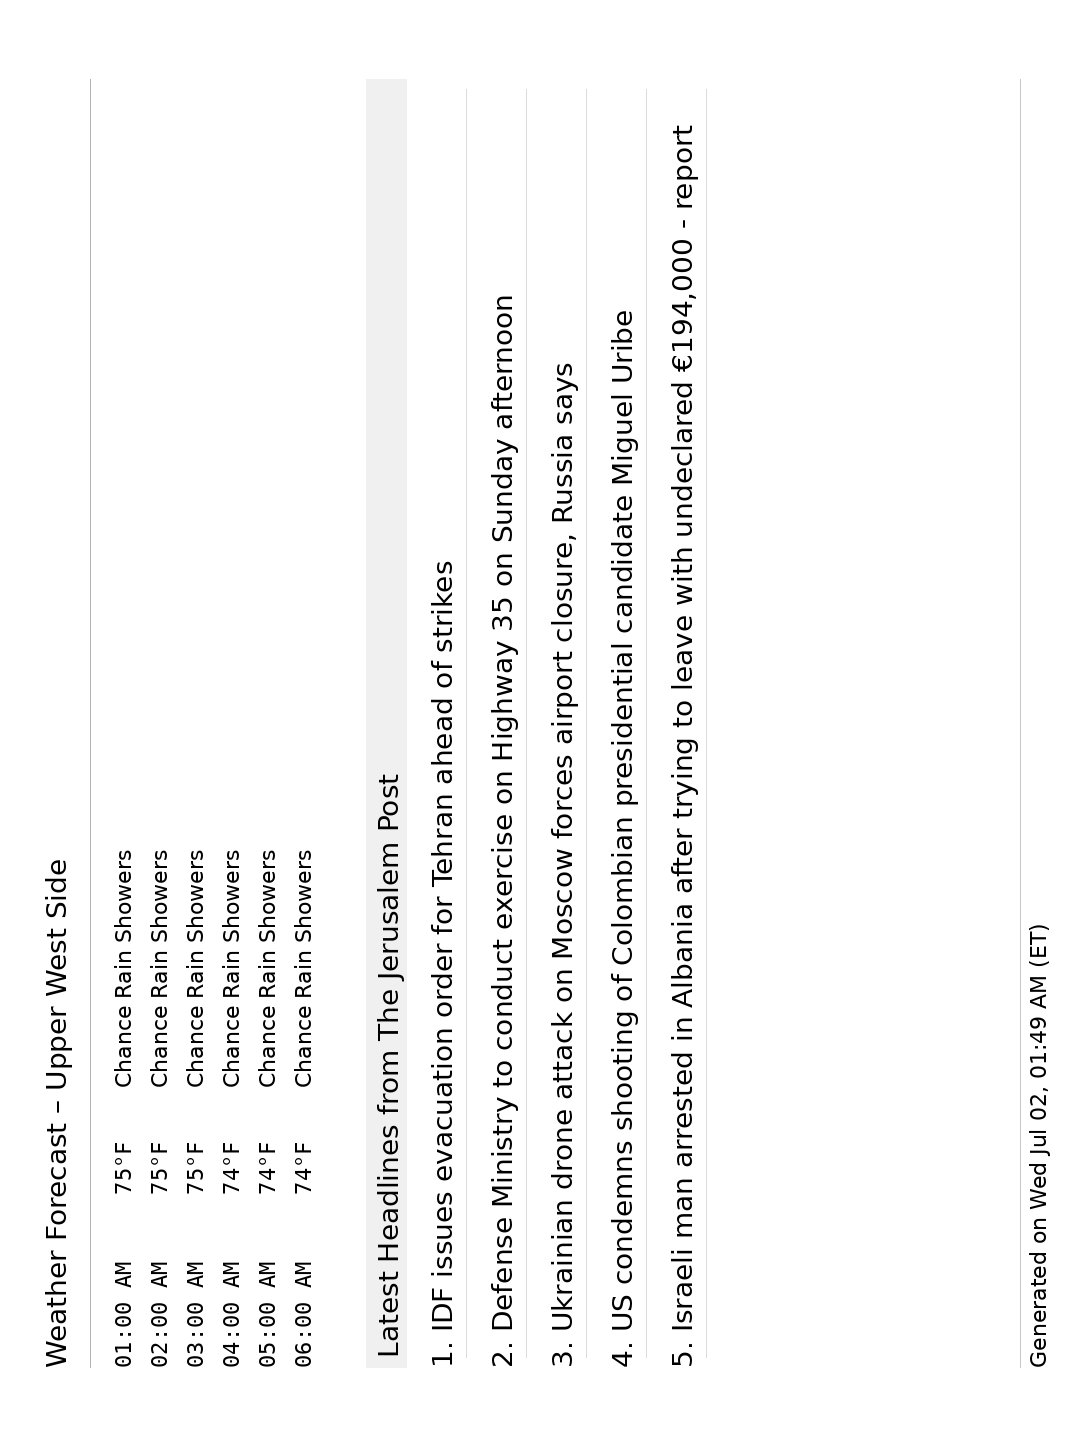 Weather Forecast – Upper West Side
01:00 AM 75°F Chance Rain Showers
02:00 AM 75°F Chance Rain Showers
03:00 AM 75°F Chance Rain Showers
04:00 AM 74°F Chance Rain Showers
05:00 AM 74°F Chance Rain Showers
06:00 AM 74°F Chance Rain Showers
Latest Headlines from The Jerusalem Post
1. IDF issues evacuation order for Tehran ahead of strikes
2. Defense Ministry to conduct exercise on Highway 35 on Sunday afternoon
3. Ukrainian drone attack on Moscow forces airport closure, Russia says
4. US condemns shooting of Colombian presidential candidate Miguel Uribe
5. Israeli man arrested in Albania after trying to leave with undeclared €194,000 - report
Generated on Wed Jul 02, 01:49 AM (ET)